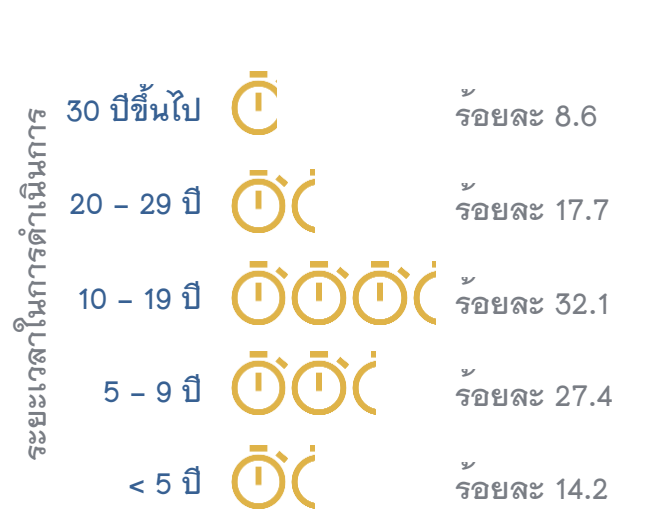 ระยะเวลาในการดำเนินการ
30 ปีขึ้นไป ร้อยละ 8.6
20 – 29 ปี ร้อยละ 17.7
10 – 19 ปี ร้อยละ 32.1
5 – 9 ปี ร้อยละ 27.4
< 5 ปี ร้อยละ 14.2